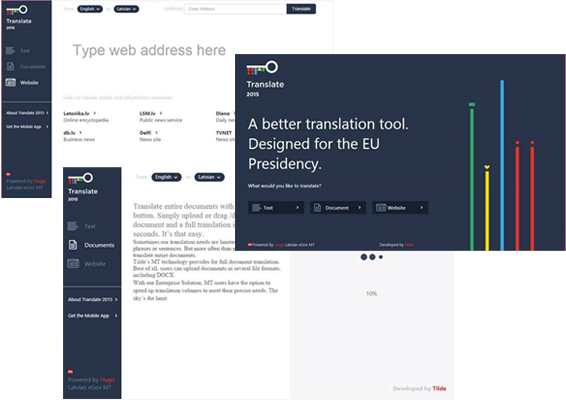 Translate
2015
Text
Documents
Website
About Translate 2015
Get the Mobile App
Powered by Hugo
Latvian eGov MT
From English to Latvian
Address Enter Address Translate
Type web address here
Links to Latvian media and information resources
Letonika.lv
Online encyclopedia
LSM.lv
Public news service
Diena
Daily new
db.lv
Business news
Delfi
News site
TVNET
News site
Translate
2015
A better translation tool.
Designed for the EU
Presidency.
What would you like to translate?
Text
Document
Website
Powered by Hugo Latvian eGov MT
Developed by Tilde
Translate
2015
Text
Documents
Website
About Translate 2015
Get the Mobile App
Powered by Hugo
Latvian eGov MT
From English to Latvian
Translate entire documents with
button. Simply upload or drag /d
document and a full translation i
seconds. It's that easy.
Sometimes our translation needs are limite
phrases or sentences. But more often than
translate entire documents.
Tilde's MT technology provides for full document translation.
Best of all, users can upload documents in several file formats,
including DOCX.
With our Enterprise Solution, MT users have the option to
speed up translation volumes to meet their precise needs. The
sky's the limit.
10%
Developed by Tilde